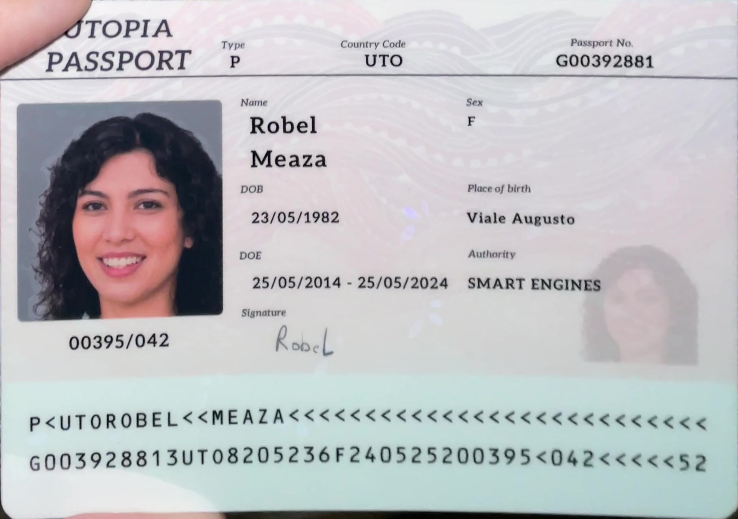 UTOPIA
PASSPORT
Type
P
Country Code
UTO
Passport No.
G00392881
Name
Robel
Meaza
Sex
F
DOB
23/05/1982
Place of birth
Viale Augusto
DOE
25/05/2014 - 25/05/2024
Authority
SMART ENGINES
Signature
Robel
00395/042
P<UTOROBEL<<MEAZA<<<<<<<<<<<<<<<<<<<<<<<<<<<
G003928813UTO8205236F240525200395<042<<<<<52